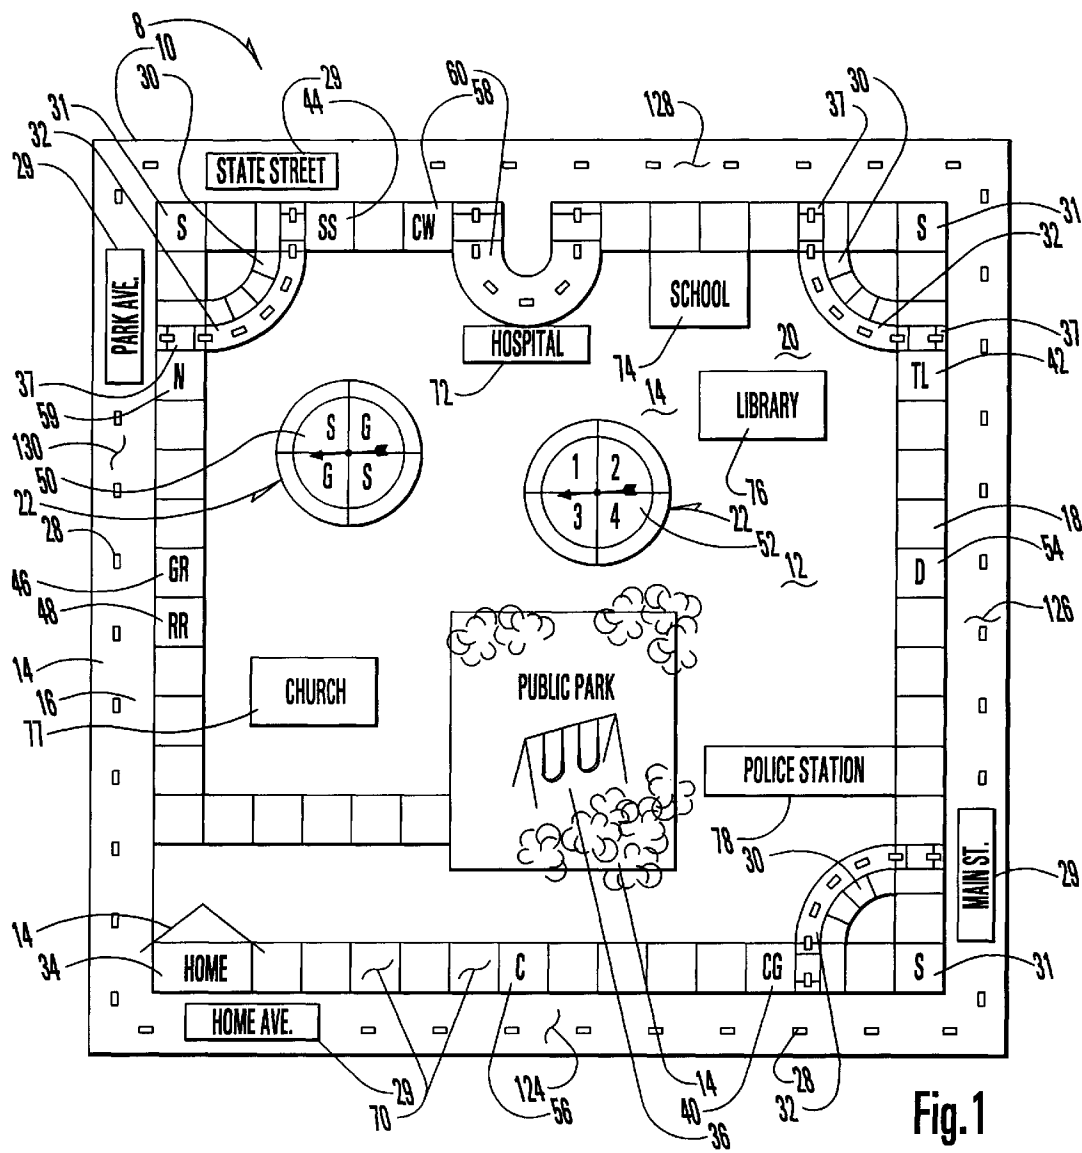 8
10
30
31
32
29
29
44
60
58
128
30
37
STATE STREET
S
SS
CW
S
31
32
PARK AVE.
SCHOOL
HOSPITAL
20
37
42
37
59
N
72
74
14
TL
LIBRARY
130
50
22
S G
G S
1 2
3 4
76
22
52
18
28
12
54
46
GR
D
48
RR
126
14
16
77
CHURCH
PUBLIC PARK
POLICE STATION
78
30
MAIN ST.
29
14
34
HOME
C
CG
S
31
HOME AVE.
29
70
124
56
14
40
36
28
32
Fig.1